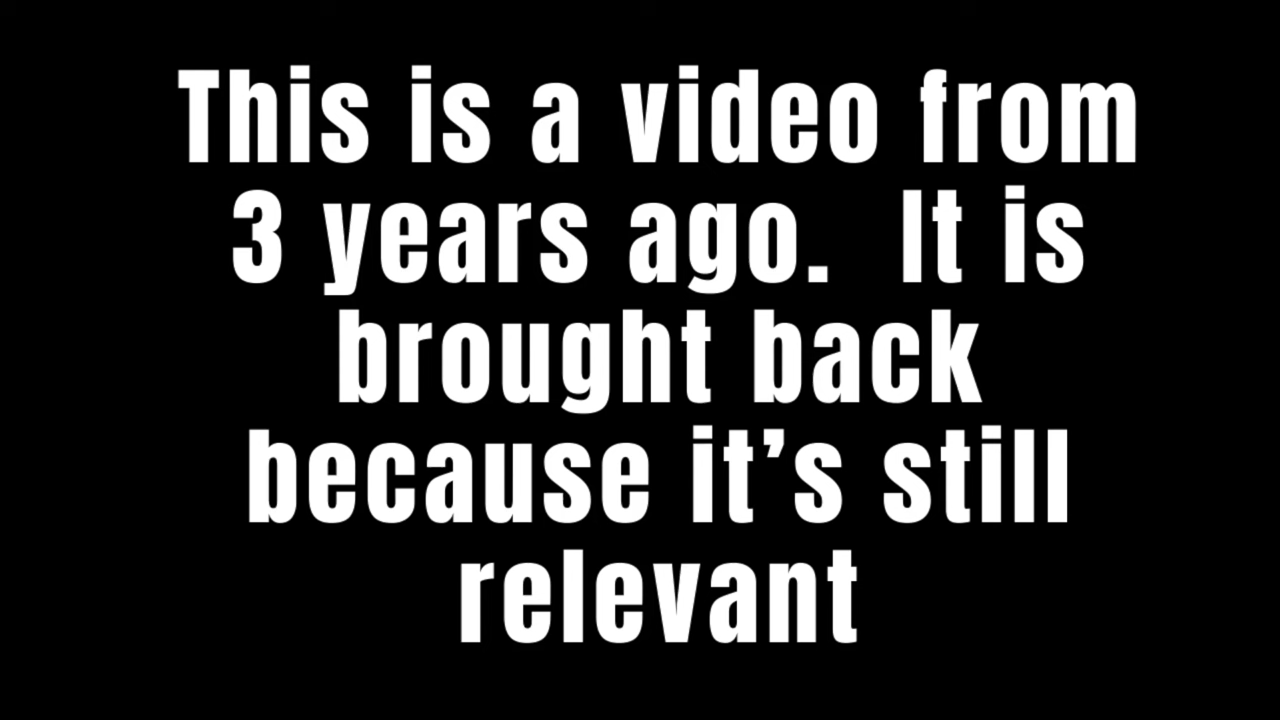 This is a video from
3 years ago.  It is
brought back
because it’s still
relevant